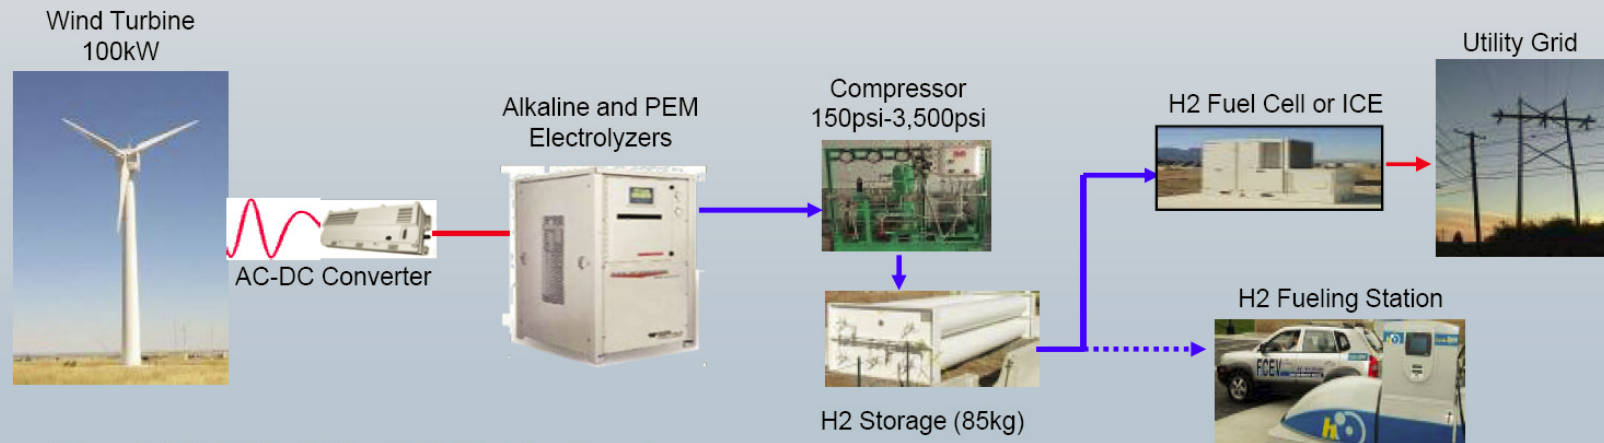 Wind Turbine
100kW
AC-DC Converter
Alkaline and PEM
Electrolyzers
Compressor
150psi-3,500psi
H2 Storage (85kg)
H2 Fuel Cell or ICE
Utility Grid
H2 Fueling Station
FCEV